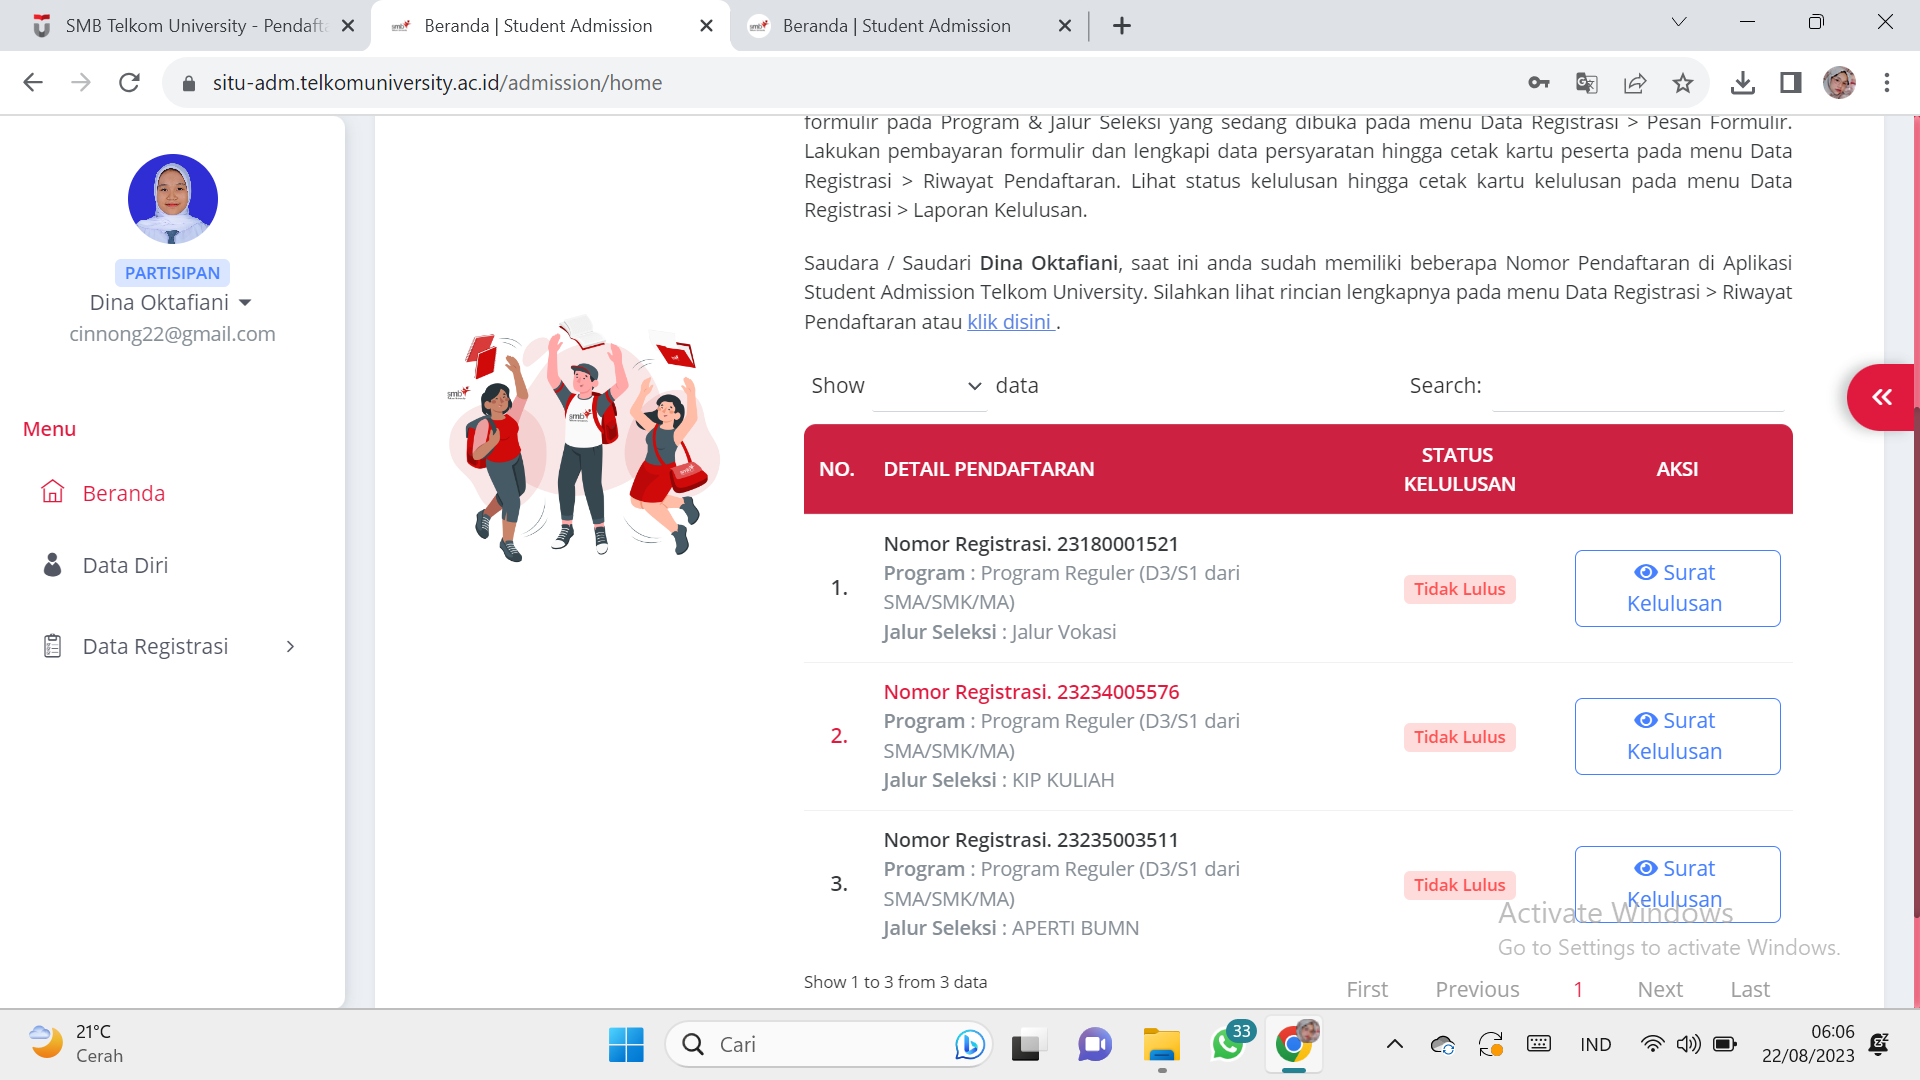 SMB Telkom University - Pendafta
Beranda | Student Admission
Beranda | Student Admission
situ-adm.telkomuniversity.ac.id/admission/home
PARTISIPAN
Dina Oktafiani
cinnong22@gmail.com
Menu
Beranda
Data Diri
Data Registrasi
formulir pada Program & Jalur Seleksi yang sedang dibuka pada menu Data Registrasi > Pesan Formulir.
Lakukan pembayaran formulir dan lengkapi data persyaratan hingga cetak kartu peserta pada menu Data
Registrasi > Riwayat Pendaftaran. Lihat status kelulusan hingga cetak kartu kelulusan pada menu Data
Registrasi > Laporan Kelulusan.
Saudara / Saudari Dina Oktafiani, saat ini anda sudah memiliki beberapa Nomor Pendaftaran di Aplikasi
Student Admission Telkom University. Silahkan lihat rincian lengkapnya pada menu Data Registrasi > Riwayat
Pendaftaran atau klik disini .
smb
smb
Show data Search:
NO. DETAIL PENDAFTARAN STATUS KELULUSAN AKSI
Nomor Registrasi. 23180001521
1. Program : Program Reguler (D3/S1 dari
SMA/SMK/MA)
Jalur Seleksi : Jalur Vokasi
Tidak Lulus
Surat
Kelulusan
Nomor Registrasi. 23234005576
2. Program : Program Reguler (D3/S1 dari
SMA/SMK/MA)
Jalur Seleksi : KIP KULIAH
Tidak Lulus
Surat
Kelulusan
Nomor Registrasi. 23235003511
3. Program : Program Reguler (D3/S1 dari
SMA/SMK/MA)
Jalur Seleksi : APERTI BUMN
Tidak Lulus
Surat
Kelulusan
Activate Windows
Go to Settings to activate Windows.
Show 1 to 3 from 3 data
First Previous 1 Next Last
21°C
Cerah
Cari
33
IND
06:06
22/08/2023